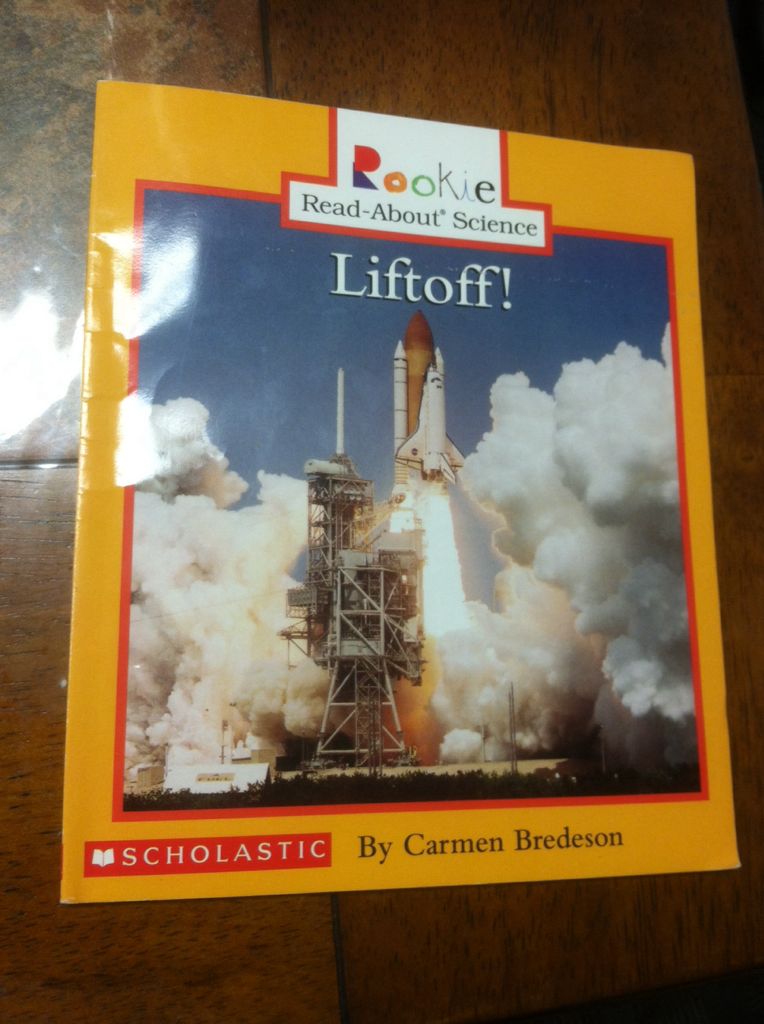 Rookie
Read-About® Science
Liftoff!
SCHOLASTIC
By Carmen Bredeson